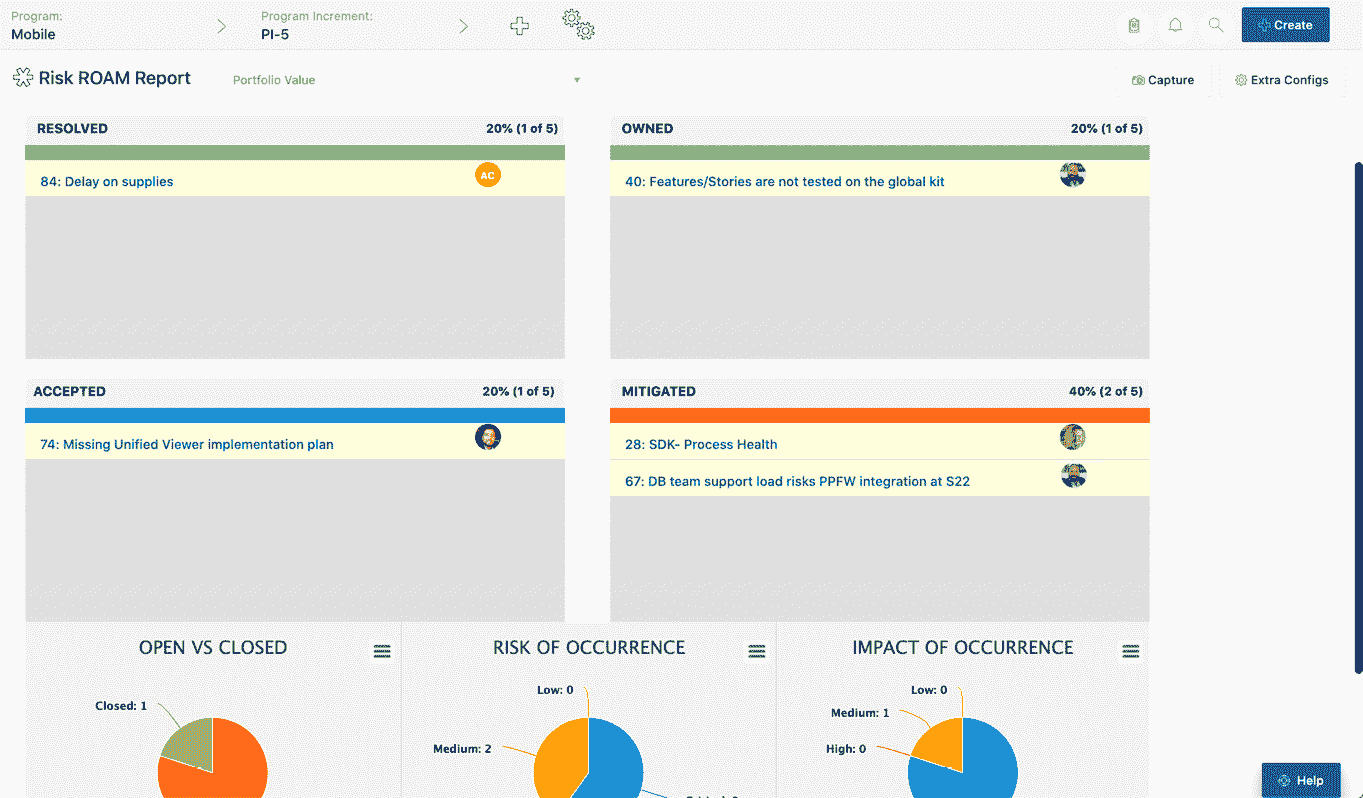 Program:
Mobile
Program Increment:
PI-5
Create
Risk ROAM Report
Portfolio Value
Capture
Extra Configs
RESOLVED
20% (1 of 5)
84: Delay on supplies
AC
OWNED
20% (1 of 5)
40: Features/Stories are not tested on the global kit
ACCEPTED
20% (1 of 5)
74: Missing Unified Viewer implementation plan
MITIGATED
40% (2 of 5)
28: SDK- Process Health
67: DB team support load risks PPFW integration at S22
OPEN VS CLOSED
Closed: 1
RISK OF OCCURRENCE
Low: 0
Medium: 2
IMPACT OF OCCURRENCE
Low: 0
Medium: 1
High: 0
Help